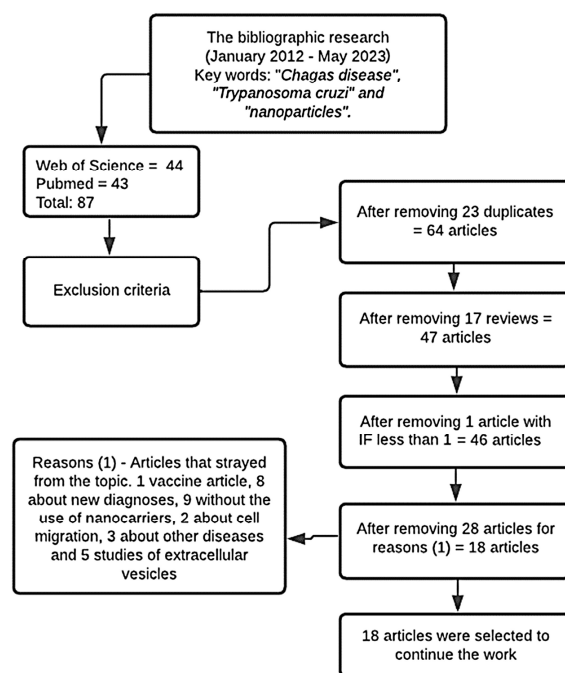 The bibliographic research
(January 2012 - May 2023)
Key words: "Chagas disease",
"Trypanosoma cruzi" and
"nanoparticles".
Web of Science = 44
Pubmed = 43
Total: 87
Exclusion criteria
After removing 23 duplicates
= 64 articles
After removing 17 reviews =
47 articles
After removing 1 article with
IF less than 1 = 46 articles
After removing 28 articles for
reasons (1) = 18 articles
Reasons (1) - Articles that strayed
from the topic. 1 vaccine article, 8
about new diagnoses, 9 without the
use of nanocarriers, 2 about cell
migration, 3 about other diseases
and 5 studies of extracellular
vesicles
18 articles were selected to
continue the work